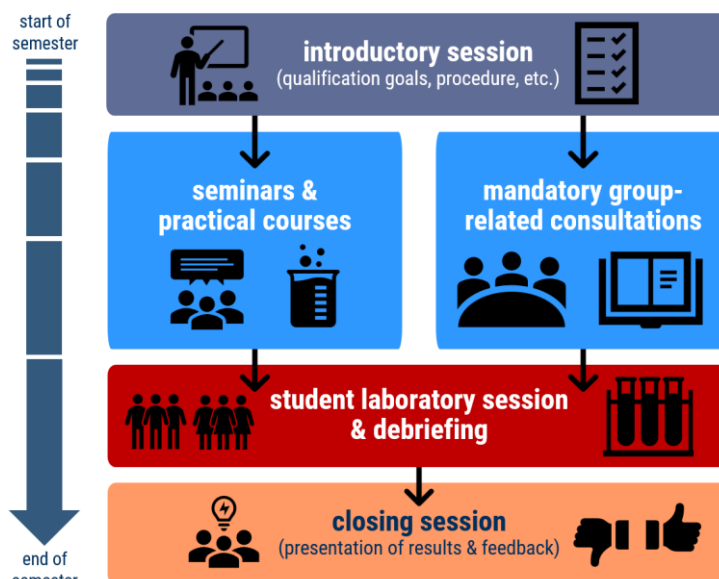 start of
semester
introductory session
(qualification goals, procedure, etc.)
seminars &
practical courses
mandatory group-
related consultations
student laboratory session
& debriefing
closing session
(presentation of results & feedback)
end of
semester